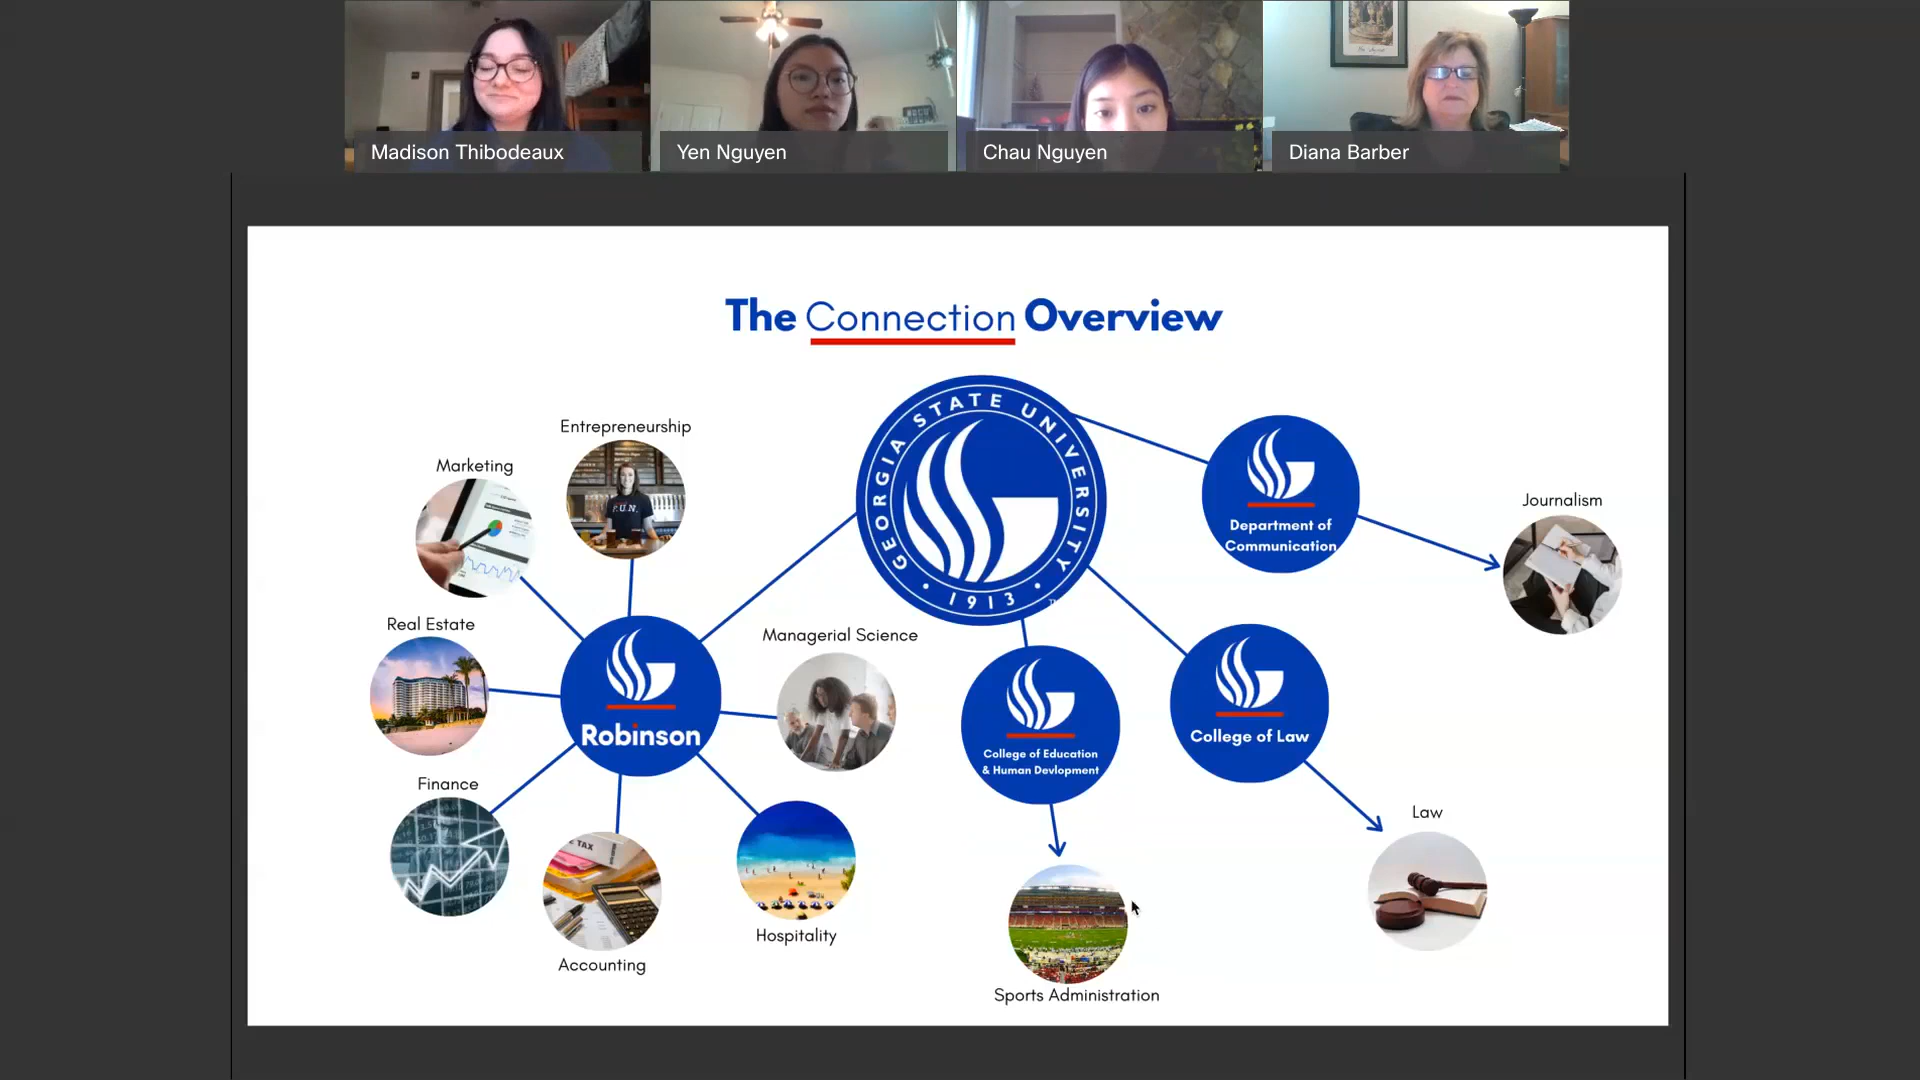 Madison Thibodeaux
Yen Nguyen
Chau Nguyen
Diana Barber
The Connection Overview
Entrepreneurship
Marketing
F.U.N.
GEORGIA STATE UNIVERSITY
1913
Department of
Communication
Journalism
Real Estate
Managerial Science
Robinson
College of Education
& Human Devlopment
College of Law
Finance
TAX
Law
Hospitality
Accounting
Sports Administration